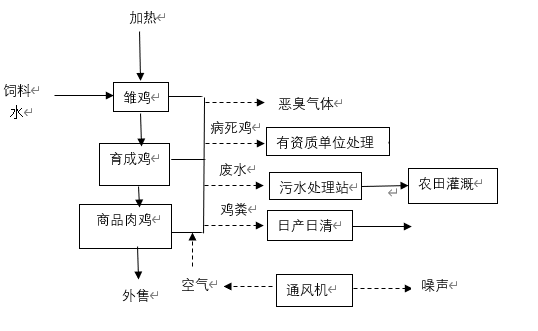 加热
饲料
水
雏鸡
恶臭气体
病死鸡
有资质单位处理
育成鸡
废水
污水处理站
农田灌溉
鸡粪
商品肉鸡
日产日清
空气
通风机
噪声
外售